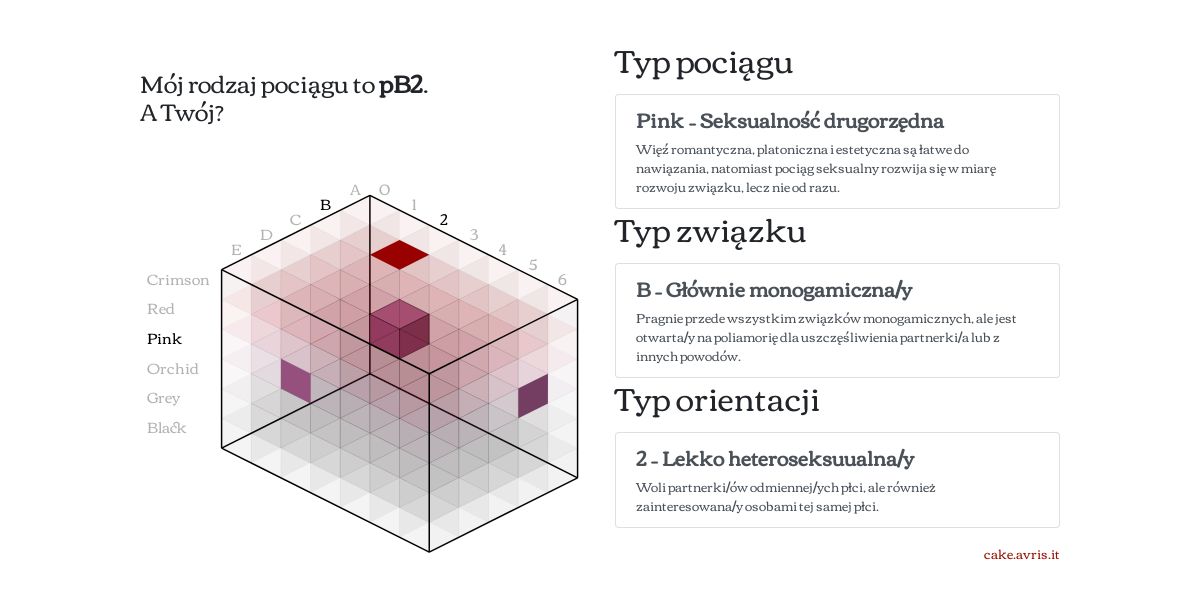 Mój rodzaj pociągu to pB2.
A Twój?
A O
B 1
C 2
D 3
E 4
5
6
Crimson
Red
Pink
Orchid
Grey
Black
Typ pociągu
Pink - Seksualność drugorzędna
Więź romantyczna, platoniczna i estetyczna są łatwe do
nawiązania, natomiast pociąg seksualny rozwija się w miarę
rozwoju związku, lecz nie od razu.
Typ związku
B - Głównie monogamiczna/y
Pragnie przede wszystkim związków monogamicznych, ale jest
otwarta/y na poliamorię dla uszczęśliwienia partnerki/a lub z
innych powodów.
Typ orientacji
2 - Lekko heteroseksuualna/y
Woli partnerki/ów odmiennej/ych płci, ale również
zainteresowana/y osobami tej samej płci.
cake.avris.it